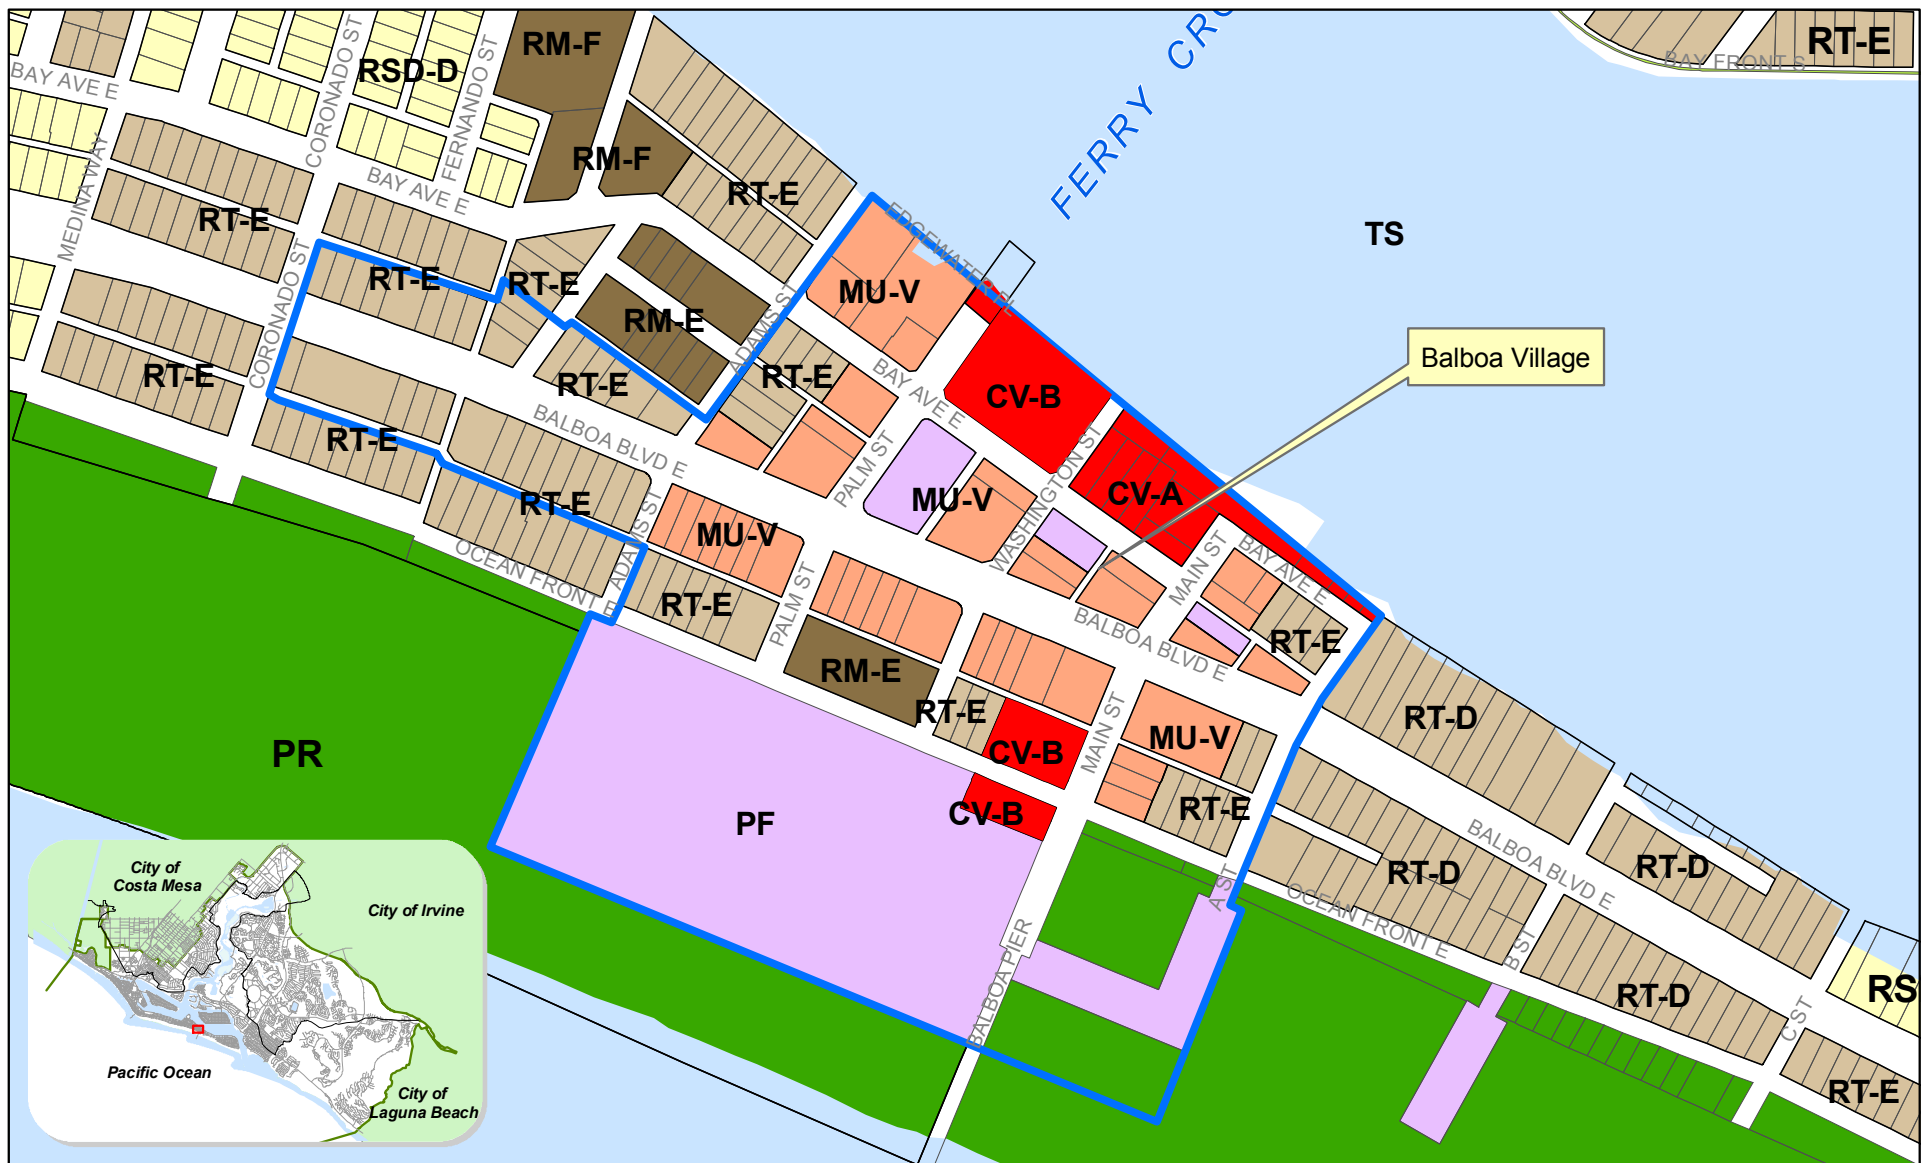 RM-F
RSD-D
BAY AVE E
CORONADO ST
FERNANDO ST
FERRY CRO
RT-E
BAY FRONT S
MEDINA WAY
RM-F
BAY AVE E
RT-E
RT-E
EDGEWATER PL
TS
CORONADO ST
RT-E
RT-E
RM-E
ADAMS ST
MU-V
Balboa Village
RT-E
RT-E
RT-E
BAY AVE E
CV-B
RT-E
BALBOA BLVD E
PALM ST
MU-V
WASHINGTON ST
CV-A
RT-E
ADAMS ST
MU-V
OCEAN FRONT E
RT-E
PALM ST
MAIN ST
BAY AVE E
BALBOA BLVD E
RT-E
RM-E
RT-E
CV-B
MAIN ST
MU-V
RT-D
PR
PF
CV-B
RT-E
BALBOA BLVD E
RT-D
RT-D
A ST
OCEAN FRONT E
B ST
BALBOA PIER
RT-D
C ST
RS
RT-E
City of
Costa Mesa
City of Irvine
Pacific Ocean
City of
Laguna Beach